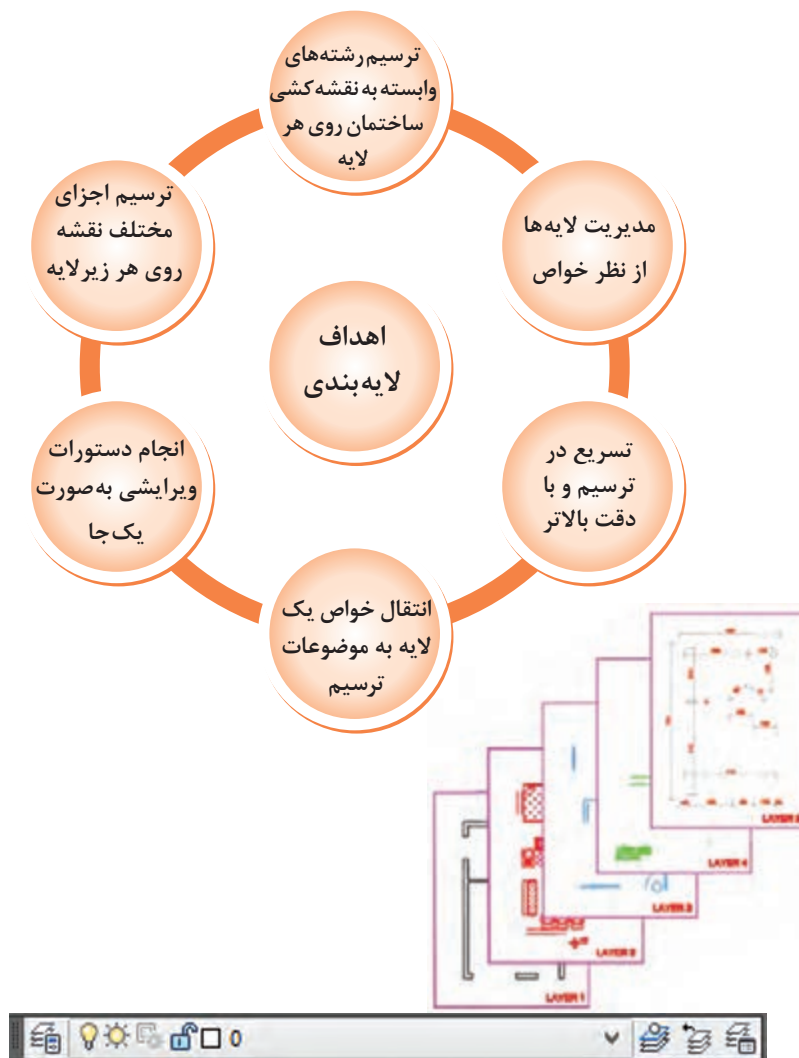 ترسیم رشته‌های
وابسته به نقشه‌کشی
ساختمان روی هر
لایه
مدیریت لایه‌ها
از نظر خواص
تسریع در
ترسیم و با
دقت بالاتر
انتقال خواص یک
لایه به موضوعات
ترسیم
انجام دستورات
ویرایشی به‌صورت
یک‌جا
ترسیم اجزای
مختلف نقشه
روی هر زیرلایه
اهداف
لایه‌بندی
LAYER 4
LAYER 3
LAYER 2
LAYER 1
0